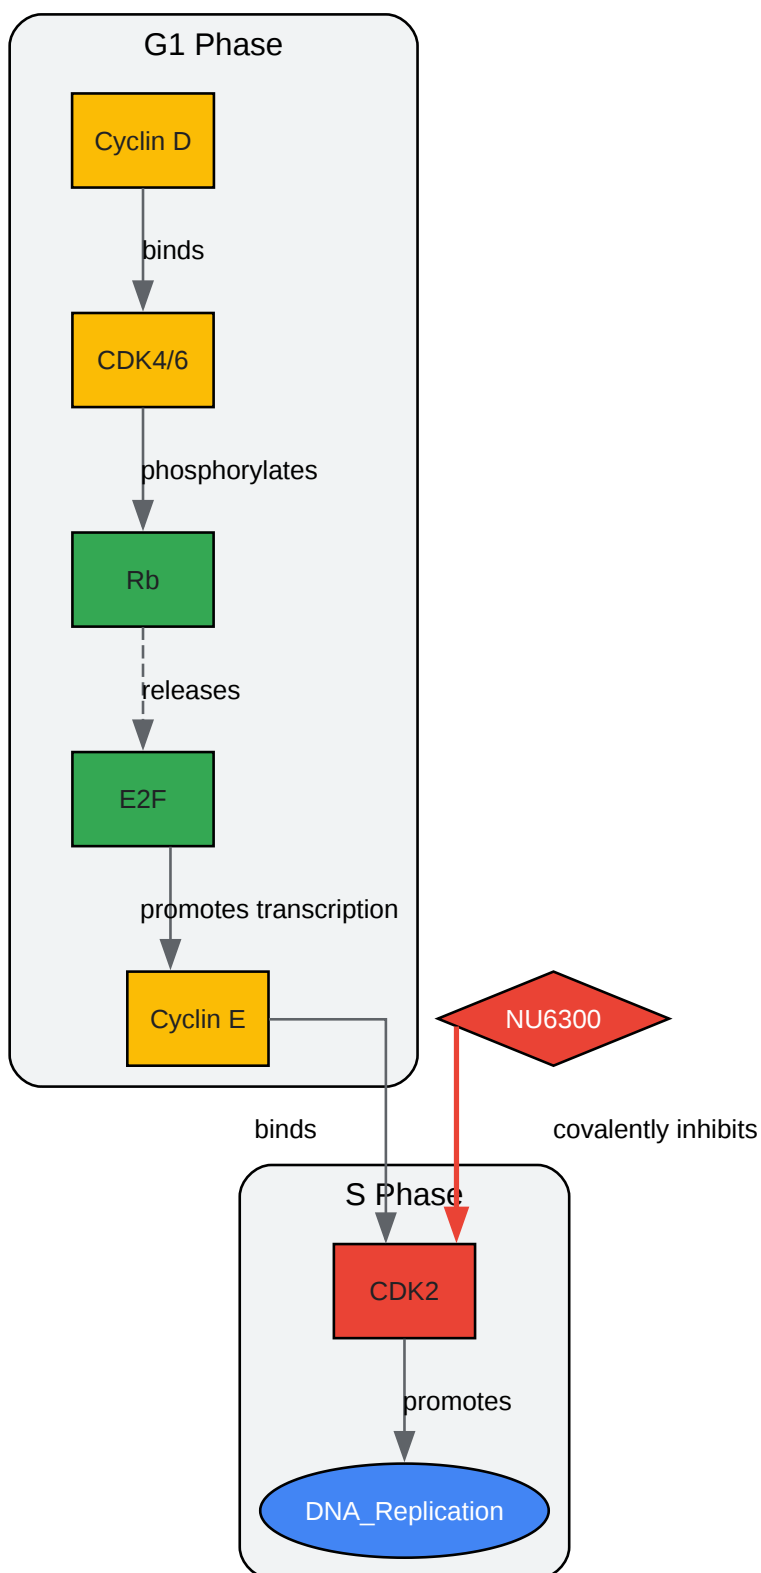 G1 Phase
Cyclin D
binds
CDK4/6
phosphorylates
Rb
releases
E2F
promotes transcription
Cyclin E
NU6300
binds
covalently inhibits
S Phase
CDK2
promotes
DNA_Replication